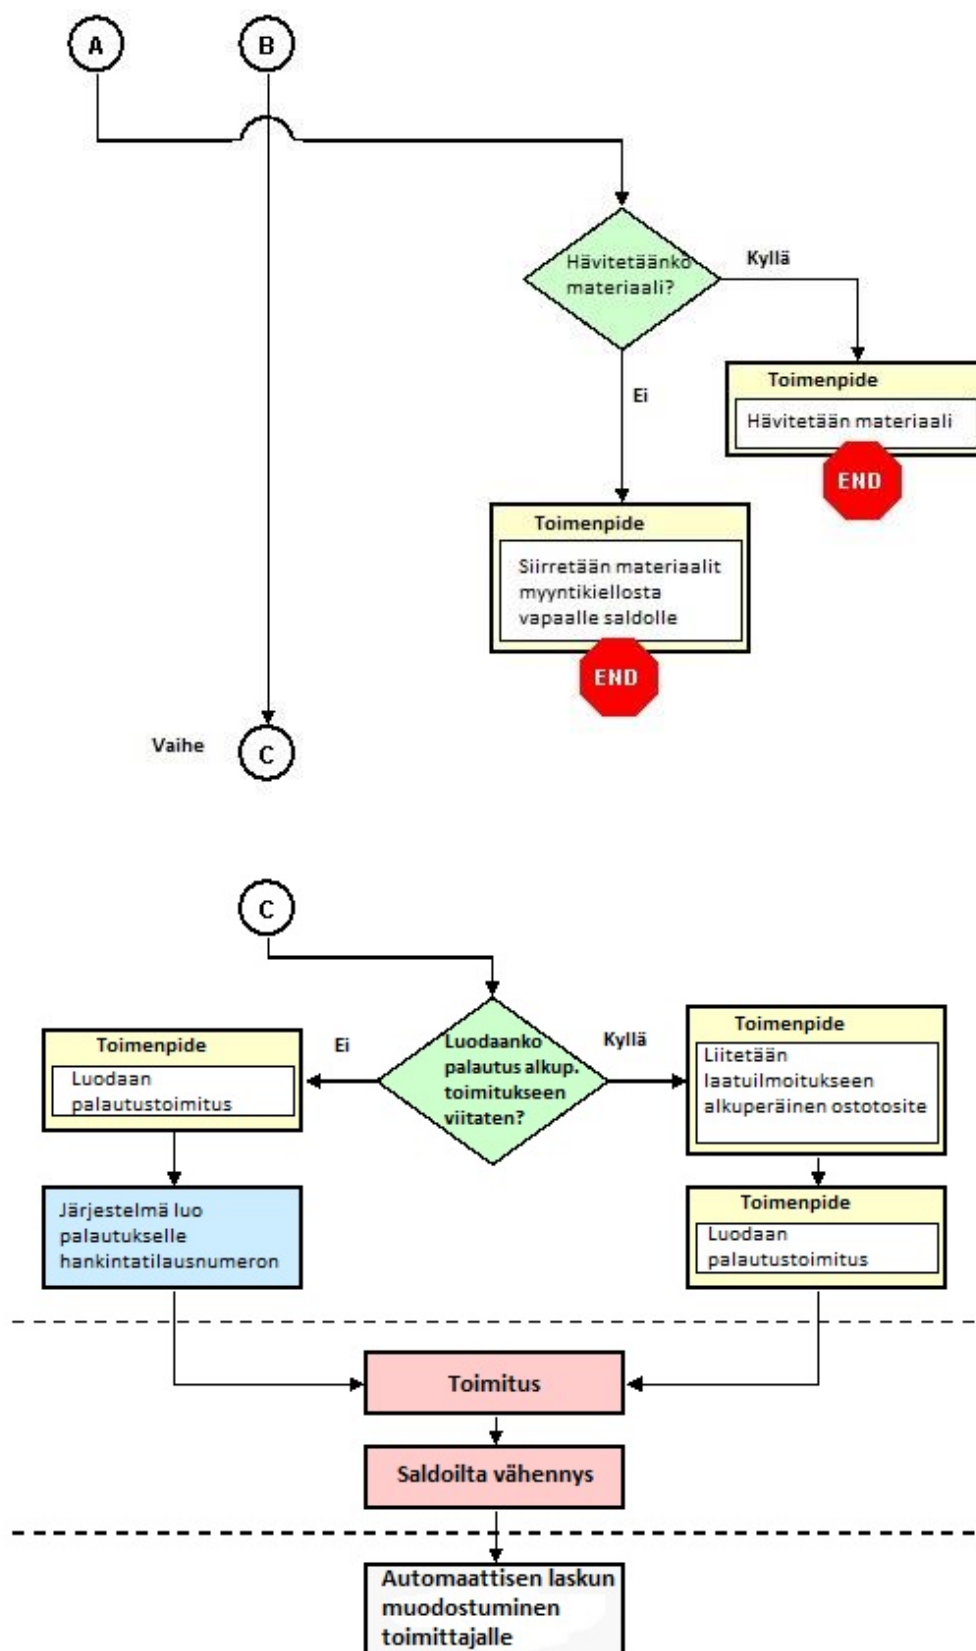 A
B
Hävitetäänkö
materiaali?
Kyllä
Toimenpide
Hävitetään materiaali
END
Ei
Toimenpide
Siirretään materiaalit
myyntikiellosta
vapaalle saldolle
END
Vaihe
C
C
Luodaanko
palautus alkup.
toimitukseen
viitaten?
Ei
Kyllä
Toimenpide
Luodaan
palautustoimitus
Toimenpide
Liitetään
laatuilmoitukseen
alkuperäinen ostotosite
Järjestelmä luo
palautukselle
hankintatilausnumeron
Toimenpide
Luodaan
palautustoimitus
Toimitus
Saldoilta vähennys
Automaattisen laskun
muodostuminen
toimittajalle